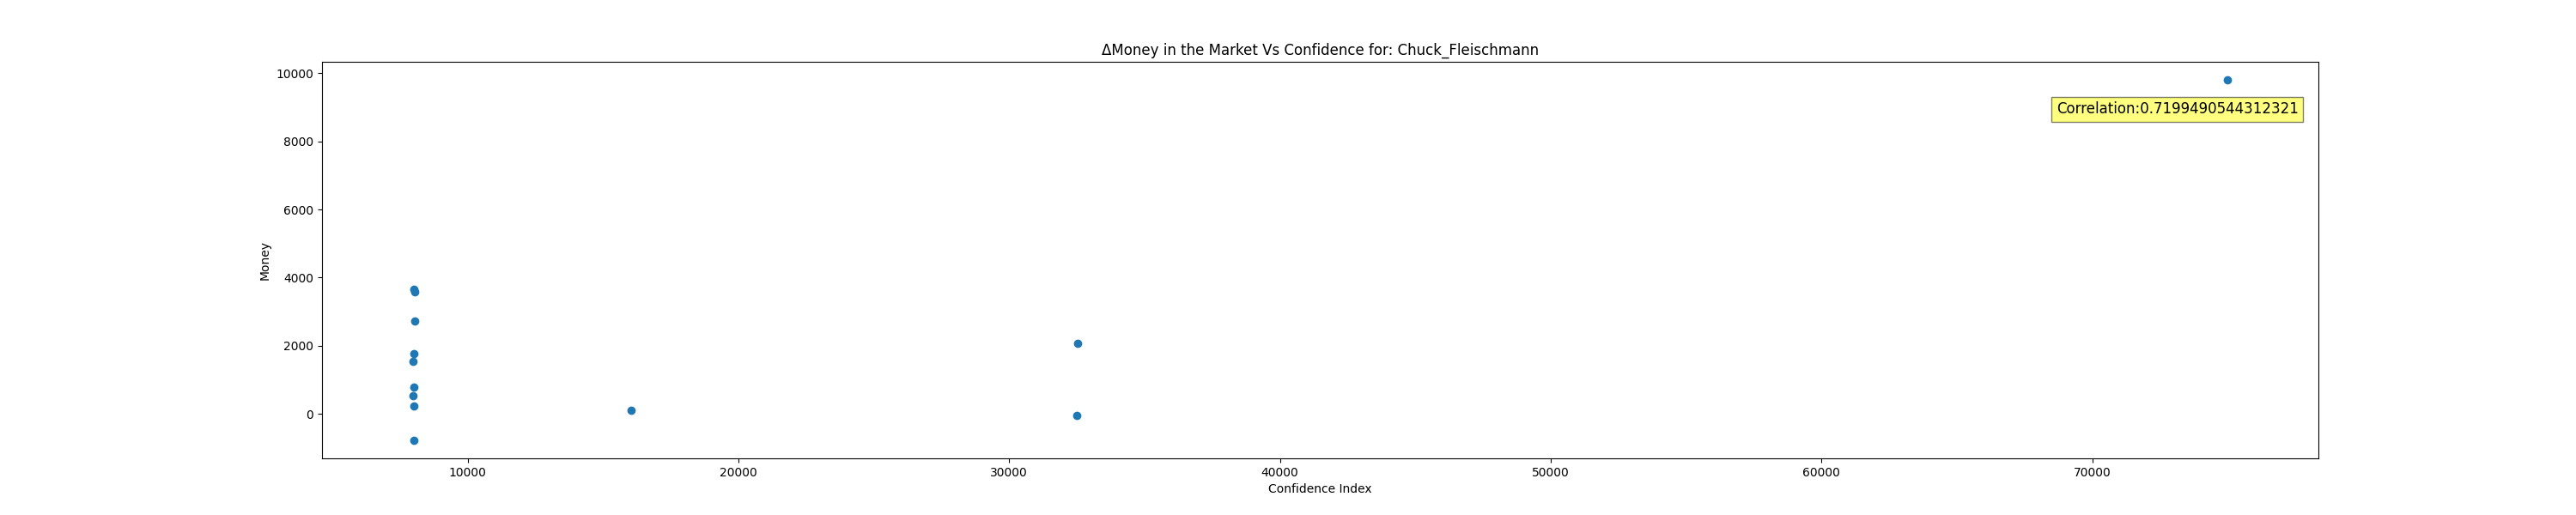 ΔMoney in the Market Vs Confidence for: Chuck_Fleischmann
10000
Correlation:0.7199490544312321
8000
6000
Money
4000
2000
0
10000 20000 30000 40000 50000 60000 70000
Confidence Index